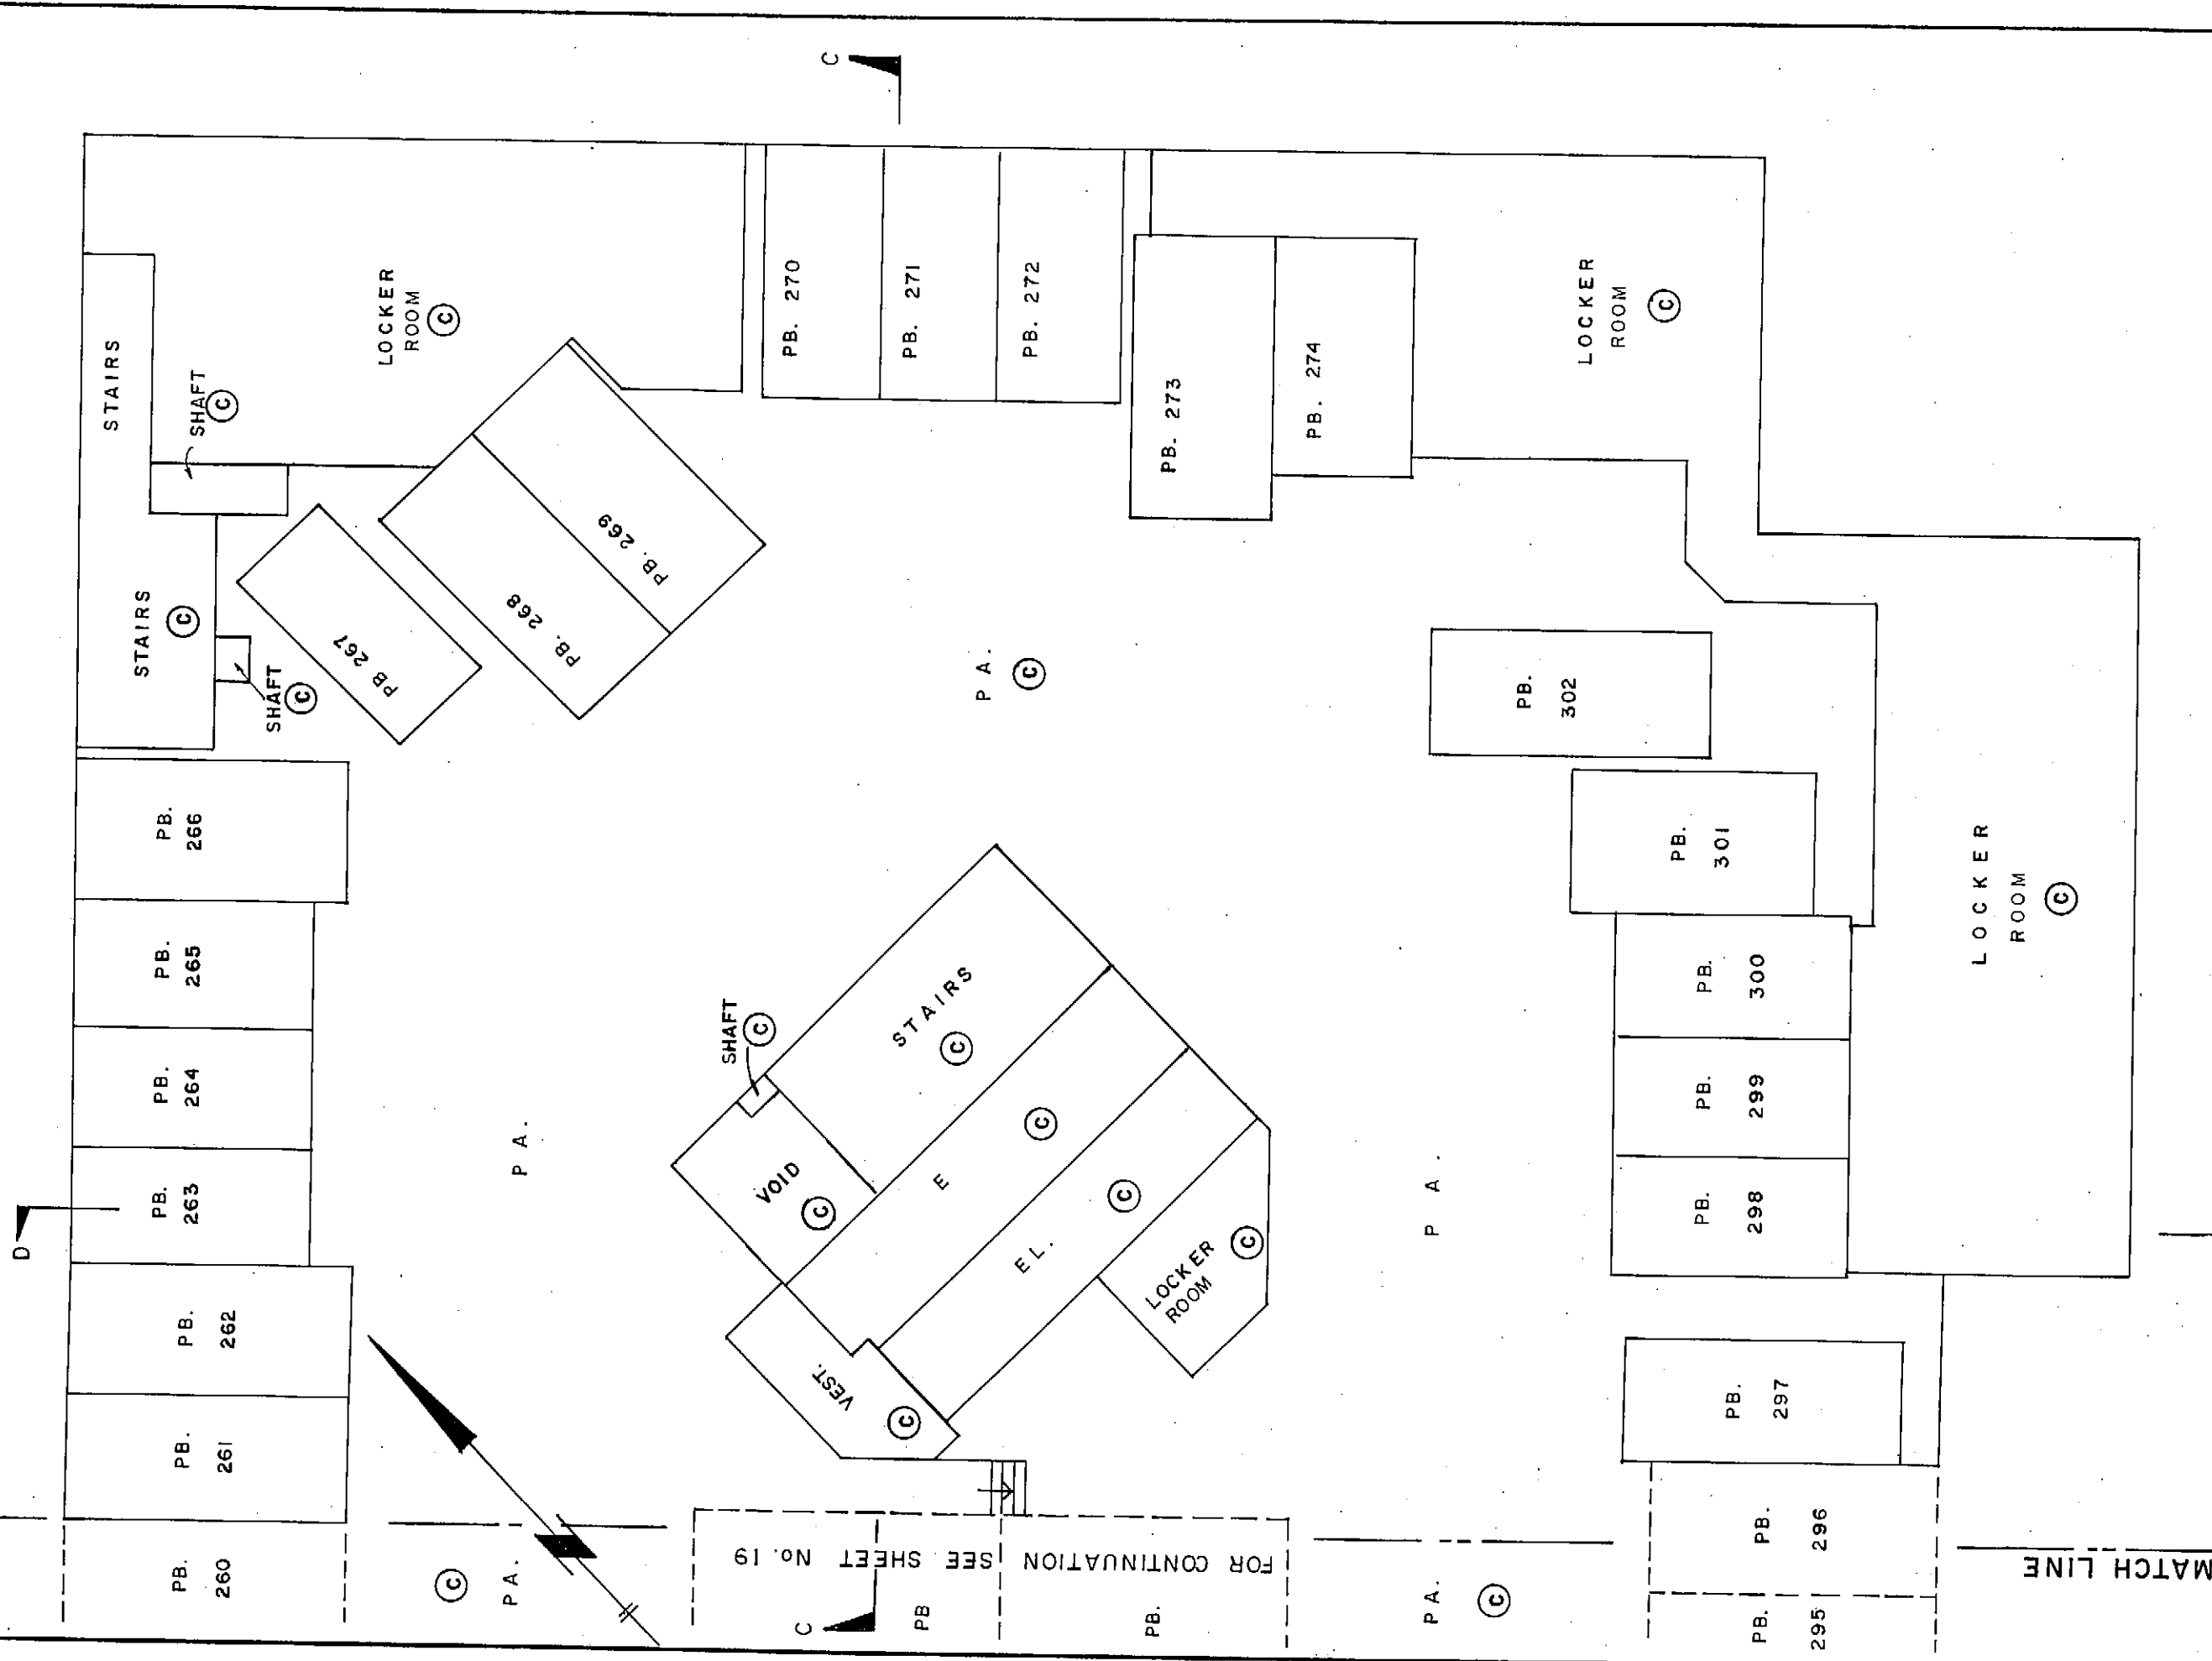 C
STAIRS
SHAFT
C
LOCKER
ROOM
C
PB. 270
PB. 271
PB. 272
PB. 273
PB. 274
LOCKER
ROOM
C
STAIRS
C
SHAFT
C
PB 267
PB. 268
PB. 269
P A.
C
PB.
302
PB.
266
PB.
301
PB.
265
PB.
264
PB.
263
D
PB.
262
PB.
261
PB.
260
P A.
SHAFT
C
STAIRS
C
VOID
C
E
C
EL.
C
LOCKER
ROOM
C
VEST.
C
P A.
PB.
300
PB.
299
PB.
298
LOCKER
ROOM
C
PB.
297
PB.
296
PB.
295
C
P A.
FOR CONTINUATION SEE SHEET No. 19
C
PB
PB.
P A.
C
MATCH LINE